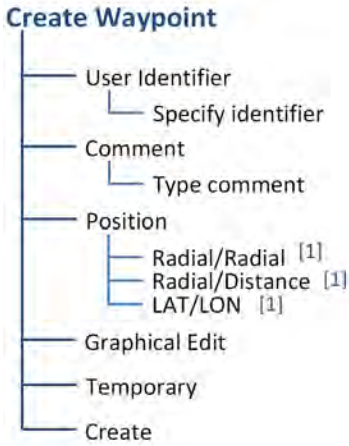 Create Waypoint
User Identifier
Specify identifier
Comment
Type comment
Position
Radial/Radial [1]
Radial/Distance [1]
LAT/LON [1]
Graphical Edit
Temporary
Create